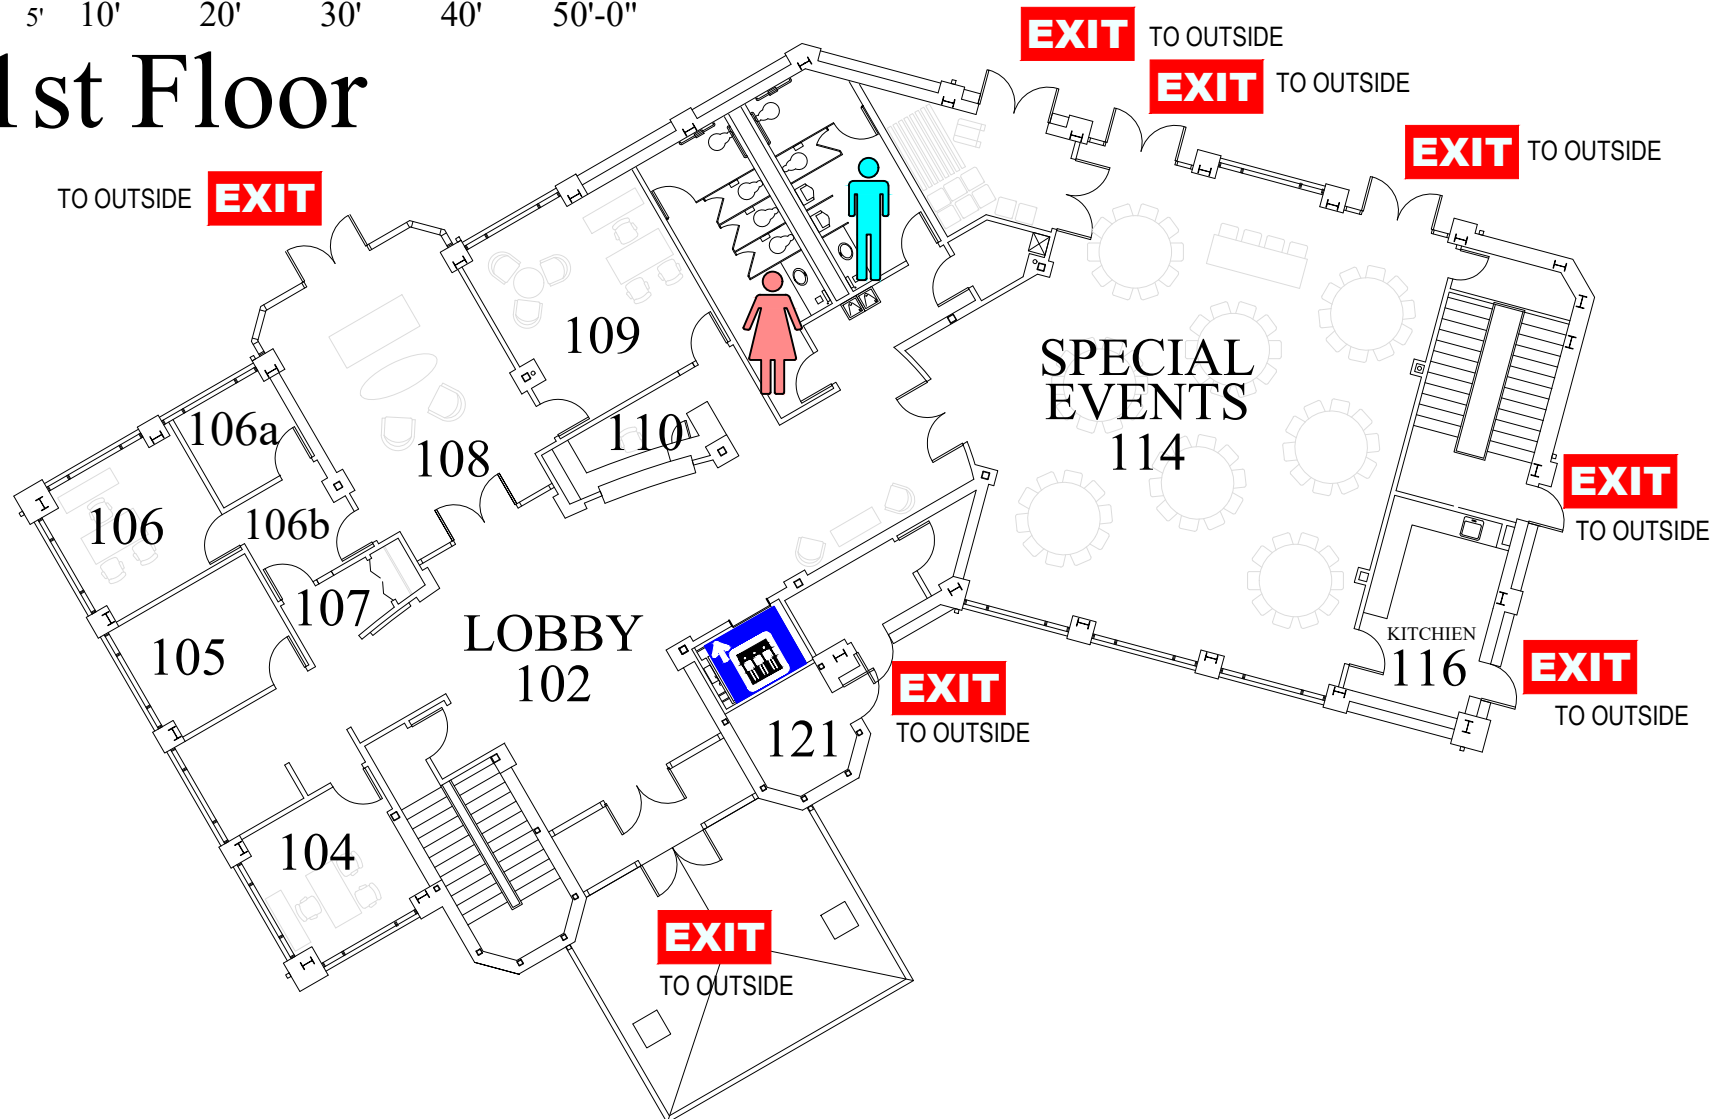 5' 10' 20' 30' 40' 50'-0"
1st Floor
EXIT TO OUTSIDE
EXIT TO OUTSIDE
EXIT TO OUTSIDE
TO OUTSIDE EXIT
109
SPECIAL
EVENTS
114
106a
110
108
106
106b
107
105
LOBBY
102
EXIT
TO OUTSIDE
KITCHIEN
116
EXIT
TO OUTSIDE
EXIT
TO OUTSIDE
121
104
EXIT
TO OUTSIDE